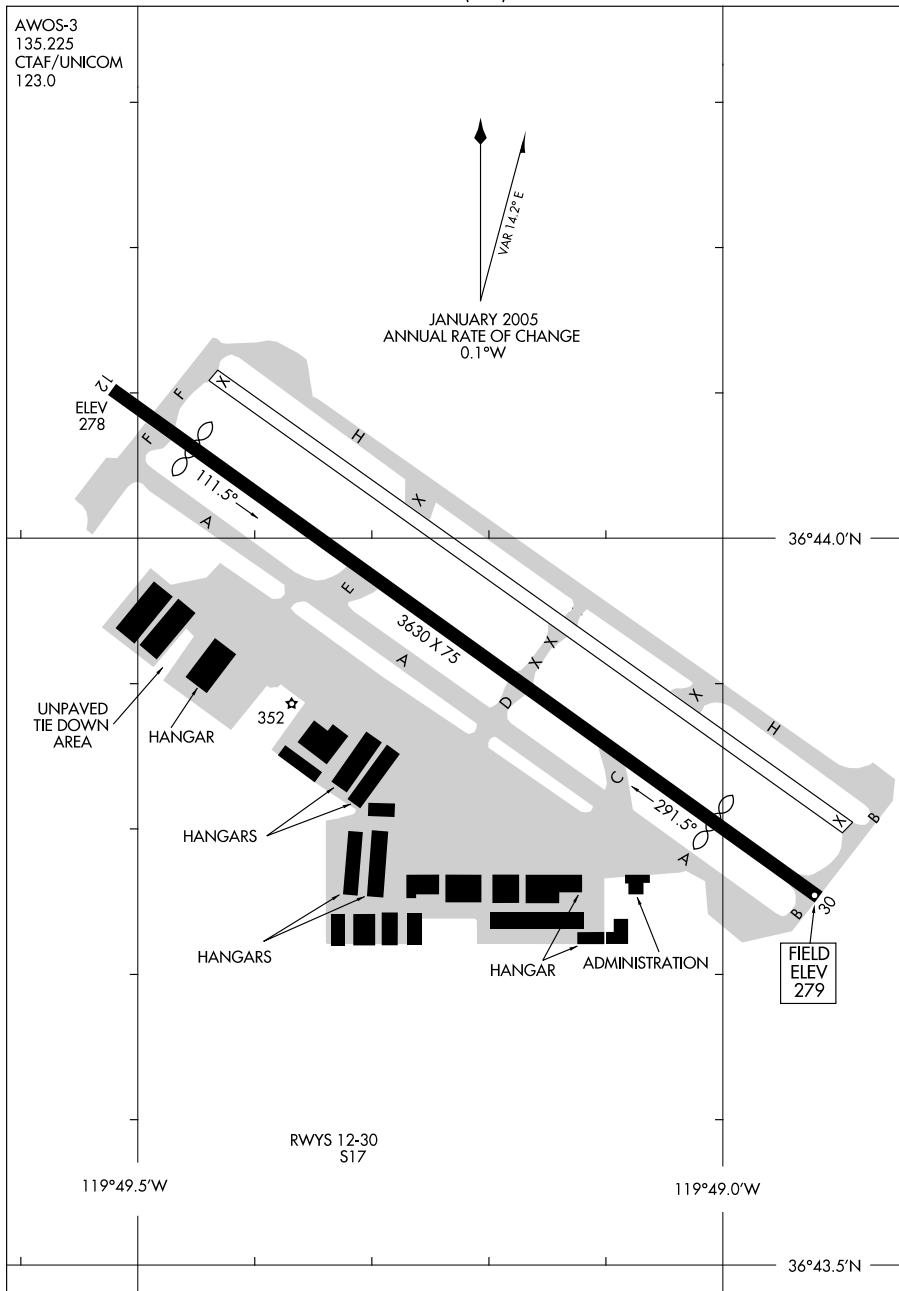 AWOS-3
135.225
CTAF/UNICOM
123.0
VAR 14.2° E
JANUARY 2005
ANNUAL RATE OF CHANGE
0.1°W
12
ELEV
278
F
F
X
H
X
111.5°
A
36°44.0'N
E
3630 X 75
A
X
X
D
X
H
UNPAVED
TIE DOWN
AREA
HANGAR
352
C
291.5°
X
B
A
HANGARS
B
30
HANGARS
HANGAR
ADMINISTRATION
FIELD
ELEV
279
RWYS 12-30
S17
119°49.5'W
119°49.0'W
36°43.5'N